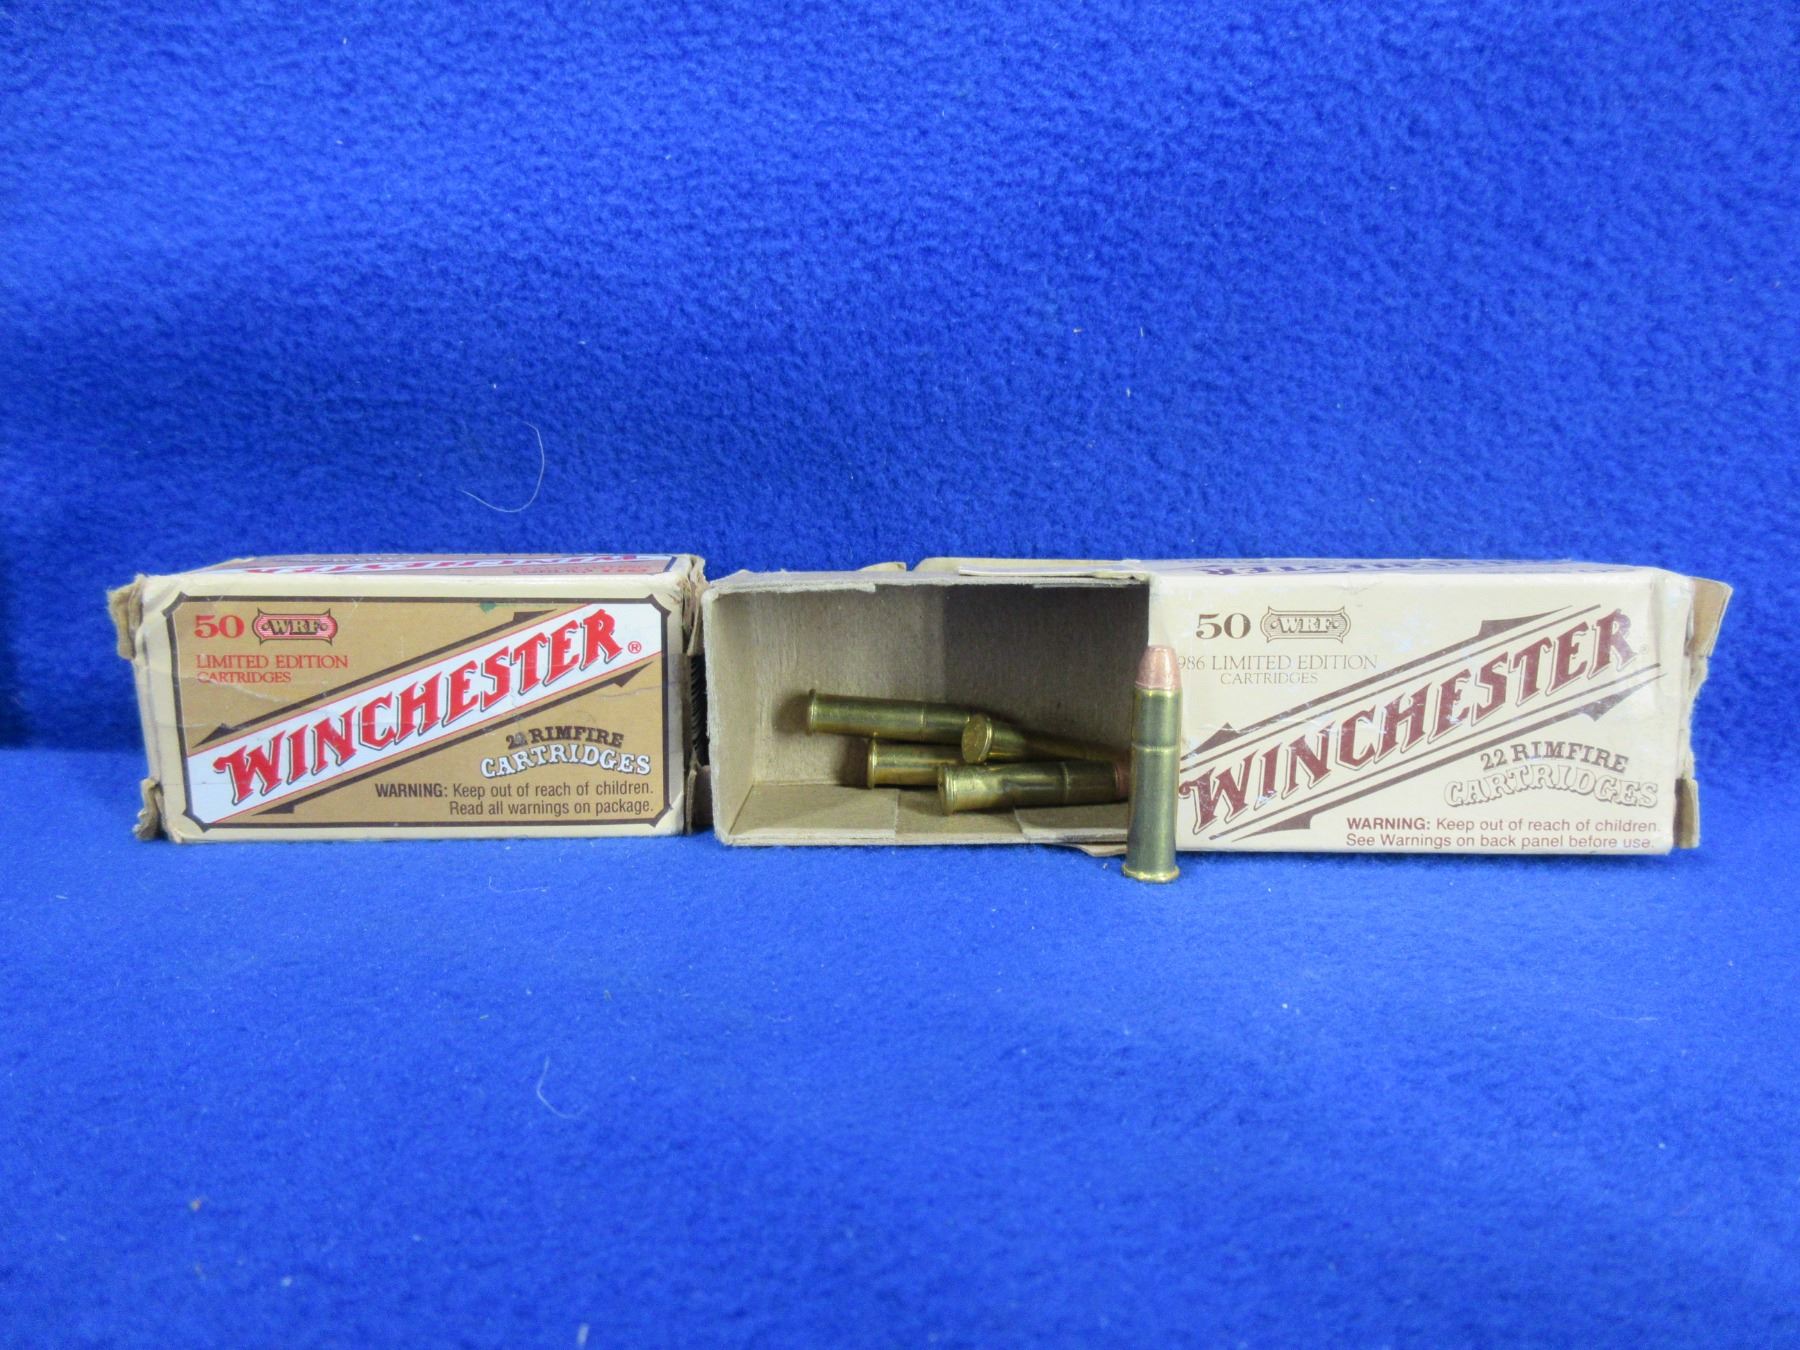 50 WRF
LIMITED EDITION
CARTRIDGES
WINCHESTER®
22 RIMFIRE
CARTRIDGES
WARNING: Keep out of reach of children.
Read all warnings on package.
50 WRF
986 LIMITED EDITION
CARTRIDGES
WINCHESTER
22 RIMFIRE
CARTRIDGES
WARNING: Keep out of reach of children.
See Warnings on back panel before use.